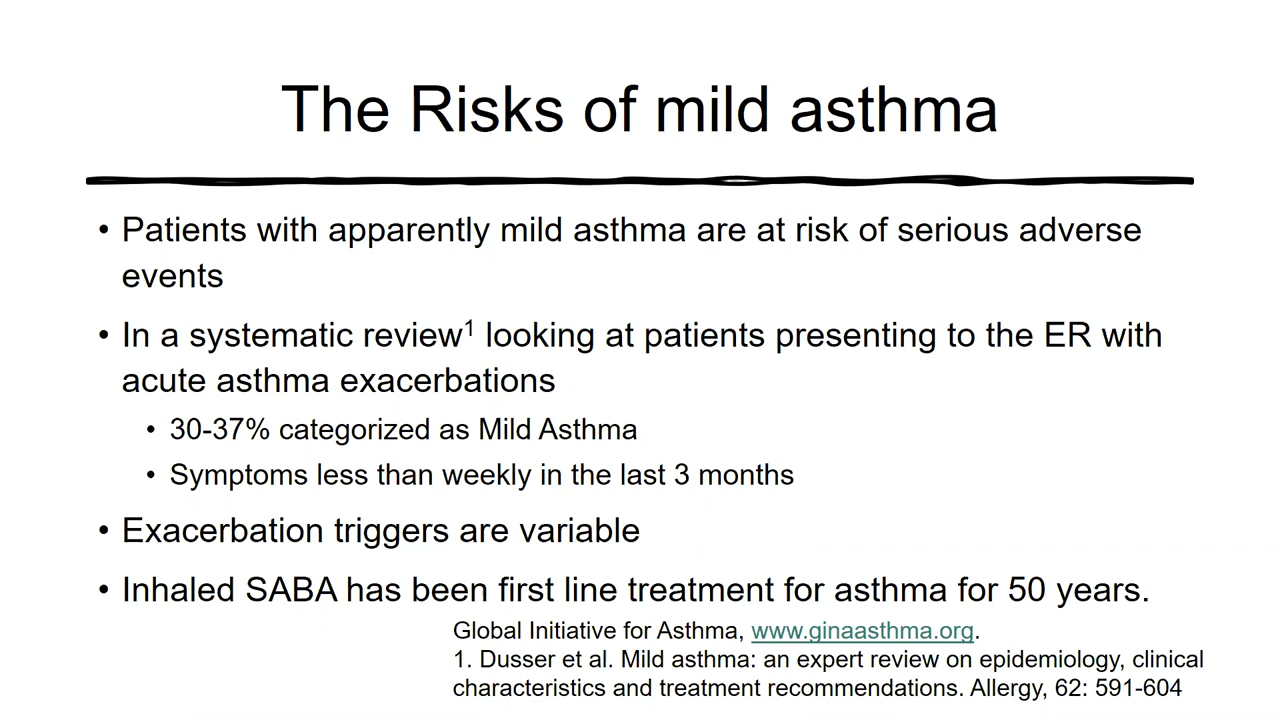 The Risks of mild asthma
• Patients with apparently mild asthma are at risk of serious adverse
events
• In a systematic review¹ looking at patients presenting to the ER with
acute asthma exacerbations
• 30-37% categorized as Mild Asthma
• Symptoms less than weekly in the last 3 months
• Exacerbation triggers are variable
• Inhaled SABA has been first line treatment for asthma for 50 years.
Global Initiative for Asthma, www.ginaasthma.org.
1. Dusser et al. Mild asthma: an expert review on epidemiology, clinical
characteristics and treatment recommendations. Allergy, 62: 591-604